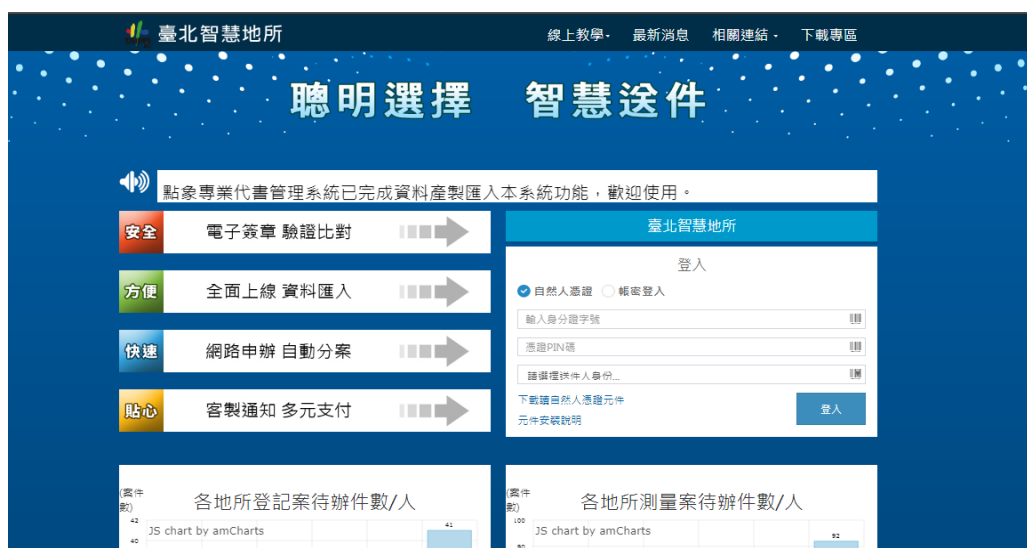 臺北智慧地所
線上教學 最新消息 相關連結 下載專區
聰明選擇 智慧送件
點象專業代書管理系統已完成資料產製匯入本系統功能，歡迎使用。
安全 電子簽章 驗證比對
方便 全面上線 資料匯入
快速 網路申辦 自動分案
貼心 客製通知 多元支付
臺北智慧地所
登入
自然人憑證 帳密登入
輸入身分證字號
憑證PIN碼
請選擇送件人身份...
下載讀自然人憑證元件
元件安裝說明
登入
(案件數)
各地所登記案待辦件數/人
42
JS chart by amCharts
41
40
(案件數)
各地所測量案待辦件數/人
100
JS chart by amCharts
92
90